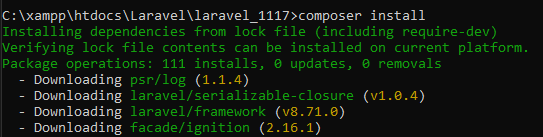 C:\xampp\htdocs\Laravel\laravel_1117>composer install
Installing dependencies from lock file (including require-dev)
Verifying lock file contents can be installed on current platform.
Package operations: 111 installs, 0 updates, 0 removals
- Downloading psr/log (1.1.4)
- Downloading laravel/serializable-closure (v1.0.4)
- Downloading laravel/framework (v8.71.0)
- Downloading facade/ignition (2.16.1)